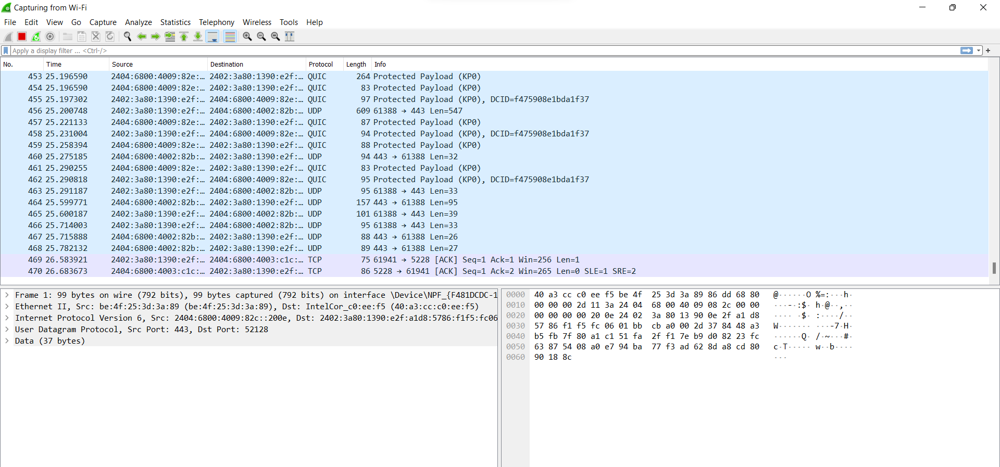 Capturing from Wi-Fi
File Edit View Go Capture Analyze Statistics Telephony Wireless Tools Help
Apply a display filter ... <Ctrl-/>
No. Time Source Destination Protocol Length Info
453 25.196590 2404:6800:4009:82e:… 2402:3a80:1390:e2f:… QUIC 264 Protected Payload (KP0)
454 25.196590 2404:6800:4009:82e:… 2402:3a80:1390:e2f:… QUIC 83 Protected Payload (KP0)
455 25.197302 2402:3a80:1390:e2f:… 2404:6800:4009:82e:… QUIC 97 Protected Payload (KP0), DCID=f475908e1bda1f37
456 25.200748 2402:3a80:1390:e2f:… 2404:6800:4002:82b:… UDP 609 61388 → 443 Len=547
457 25.221133 2404:6800:4009:82e:… 2402:3a80:1390:e2f:… QUIC 87 Protected Payload (KP0)
458 25.231004 2402:3a80:1390:e2f:… 2404:6800:4009:82e:… QUIC 94 Protected Payload (KP0), DCID=f475908e1bda1f37
459 25.258394 2404:6800:4009:82e:… 2402:3a80:1390:e2f:… QUIC 88 Protected Payload (KP0)
460 25.275185 2404:6800:4002:82b:… 2402:3a80:1390:e2f:… UDP 94 443 → 61388 Len=32
461 25.290255 2404:6800:4009:82e:… 2402:3a80:1390:e2f:… QUIC 83 Protected Payload (KP0)
462 25.290818 2402:3a80:1390:e2f:… 2404:6800:4009:82e:… QUIC 95 Protected Payload (KP0), DCID=f475908e1bda1f37
463 25.291187 2402:3a80:1390:e2f:… 2404:6800:4002:82b:… UDP 95 61388 → 443 Len=33
464 25.599771 2404:6800:4002:82b:… 2402:3a80:1390:e2f:… UDP 157 443 → 61388 Len=95
465 25.600187 2402:3a80:1390:e2f:… 2404:6800:4002:82b:… UDP 101 61388 → 443 Len=39
466 25.714003 2402:3a80:1390:e2f:… 2404:6800:4002:82b:… UDP 95 61388 → 443 Len=33
467 25.715888 2404:6800:4002:82b:… 2402:3a80:1390:e2f:… UDP 88 443 → 61388 Len=26
468 25.782132 2404:6800:4002:82b:… 2402:3a80:1390:e2f:… UDP 89 443 → 61388 Len=27
469 26.583921 2402:3a80:1390:e2f:… 2404:6800:4003:c1c:… TCP 75 61941 → 5228 [ACK] Seq=1 Ack=1 Win=256 Len=1
470 26.683673 2404:6800:4003:c1c:… 2402:3a80:1390:e2f:… TCP 86 5228 → 61941 [ACK] Seq=1 Ack=2 Win=265 Len=0 SLE=1 SRE=2
Frame 1: 99 bytes on wire (792 bits), 99 bytes captured (792 bits) on interface \Device\NPF_{F481DCDC-1
Ethernet II, Src: be:4f:25:3d:3a:89 (be:4f:25:3d:3a:89), Dst: IntelCor_c0:ee:f5 (40:a3:cc:c0:ee:f5)
Internet Protocol Version 6, Src: 2404:6800:4009:82c::200e, Dst: 2402:3a80:1390:e2f:a1d8:5786:f1f5:fc06
User Datagram Protocol, Src Port: 443, Dst Port: 52128
Data (37 bytes)
0000 40 a3 cc c0 ee f5 be 4f 25 3d 3a 89 86 dd 68 80 @······O %=:···h·
0010 00 00 00 2d 11 3a 24 04 68 00 40 09 08 2c 00 00 ···-·:$· h·@··,··
0020 00 00 00 00 20 0e 24 02 3a 80 13 90 0e 2f a1 d8 ···· ·$· :····/··
0030 57 86 f1 f5 fc 06 01 bb cb a0 00 2d 37 84 48 a3 W······· ···-7·H·
0040 b5 fb 7f 80 a1 c1 51 fa 2f f1 7e b9 d0 82 23 fc ······Q· /·~···#·
0050 63 87 54 08 a0 e7 94 ba 77 f3 ad 62 8d a8 cd 80 c·T····· w··b····
0060 90 18 8c ···